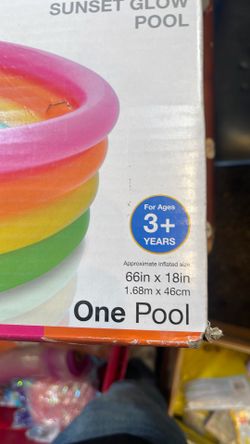 SUNSET GLOW
POOL
For Ages
3+
YEARS
Approximate inflated size
66in x 18in
1.68m x 46cm
One Pool